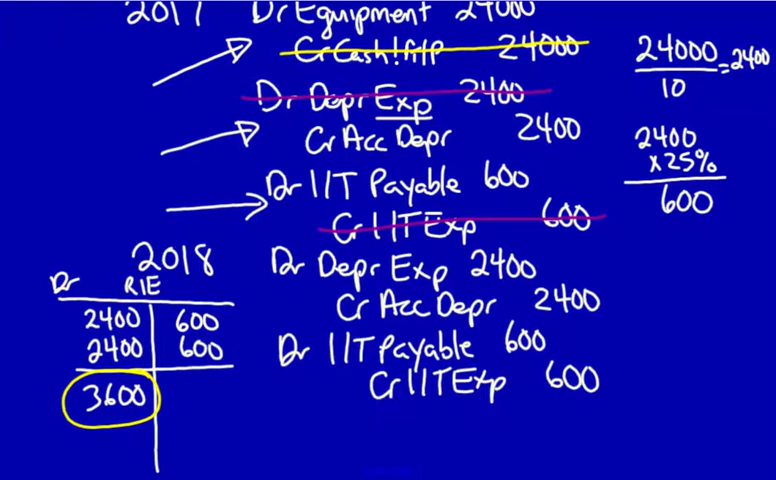 2017 Dr Equipment 24000
Cr Cash/A/P 24000
Dr Depr Exp 2400
Cr Acc Depr 2400
Dr I/T Payable 600
Cr I/T Exp 600
24000
10
=2400
2400
x25%
600
2018
Dr Depr Exp 2400
Cr Acc Depr 2400
Dr I/T Payable 600
Cr I/T Exp 600
Dr R/E
2400 600
2400 600
3600